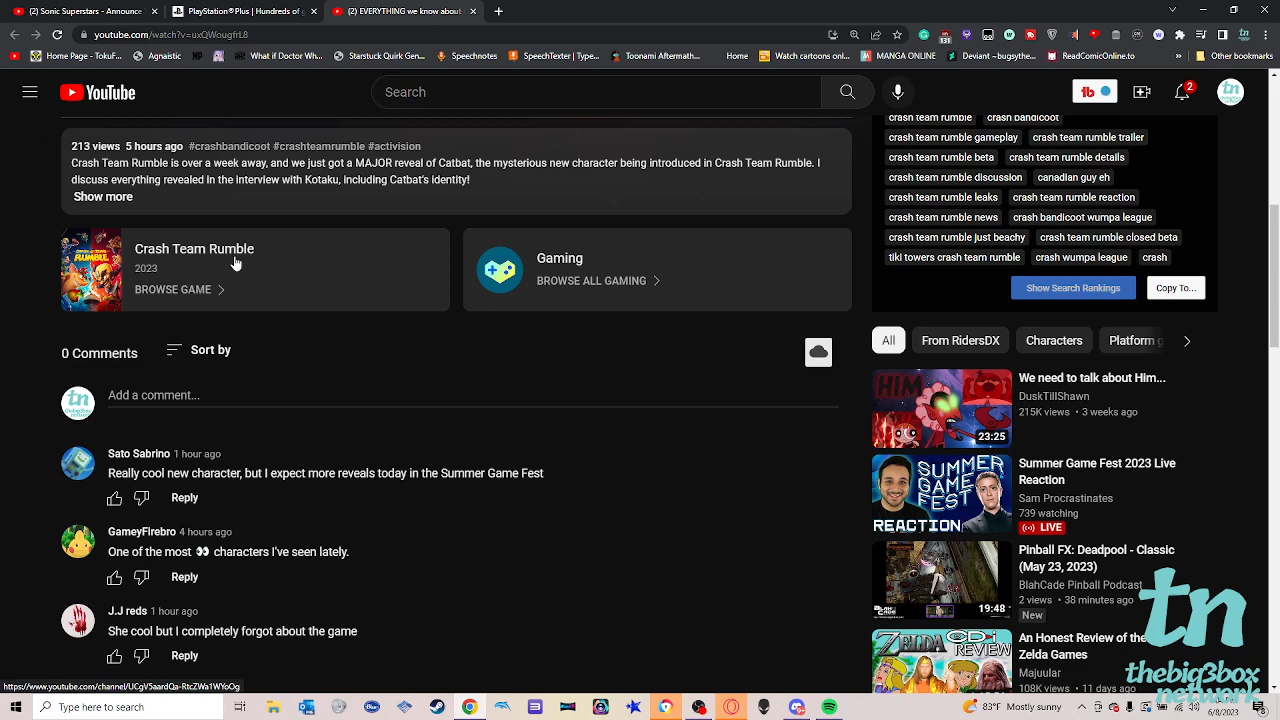 (2) Sonic Superstars - Announce
PlayStation®Plus | Hundreds of
(2) EVERYTHING we know about
youtube.com/watch?v=uxQWougfrL8
Home Page - TokuF...
Agnaistic
HP
What if Doctor Wh...
Starstuck Quick Gen...
Speechnotes
SpeechTexter | Type...
Toonami Aftermath...
Home
Watch cartoons onl...
MANGA ONLINE
Deviant ~bugsythe...
ReadComicOnline.t...
»
Other bookmarks
YouTube
Search
2
tn
213 views 5 hours ago #crashbandicoot #crashteamrumble #activision
Crash Team Rumble is over a week away, and we just got a MAJOR reveal of Catbat, the mysterious new character being introduced in Crash Team Rumble. I
discuss everything revealed in the interview with Kotaku, including Catbat's identity!
Show more
Crash Team Rumble
2023
BROWSE GAME
Gaming
BROWSE ALL GAMING
0 Comments
Sort by
Add a comment...
Sato Sabrino 1 hour ago
Really cool new character, but I expect more reveals today in the Summer Game Fest
Reply
GameyFirebro 4 hours ago
One of the most 👀 characters I've seen lately.
Reply
J.J reds 1 hour ago
She cool but I completely forgot about the game
Reply
crash team rumble crash bandicoot
crash team rumble gameplay crash team rumble trailer
crash team rumble beta crash team rumble details
crash team rumble discussion canadian guy eh
crash team rumble leaks crash team rumble reaction
crash team rumble news crash bandicoot wumpa league
crash team rumble just beachy crash team rumble closed beta
tiki towers crash team rumble crash wumpa league crash
Show Search Rankings
Copy To...
All
From RidersDX
Characters
Platform g
HIM
23:25
We need to talk about Him...
DuskTillShawn
215K views • 3 weeks ago
SUMMER
GAME
FEST
REACTION
Summer Game Fest 2023 Live
Reaction
Sam Procrastinates
739 watching
LIVE
19:48
Pinball FX: Deadpool - Classic
(May 23, 2023)
BlahCade Pinball Podcast
2 views • 38 minutes ago
New
ZELDA CD-i
REVIEW
An Honest Review of the
Zelda Games
Majuular
108K views • 11 days ago
tn
thebig3box
network
https://www.youtube.com/channel/UCgV5aardQa-RtcZWa1WYoOg
Type here to search
83°F Mostly sunny
6/8/2023